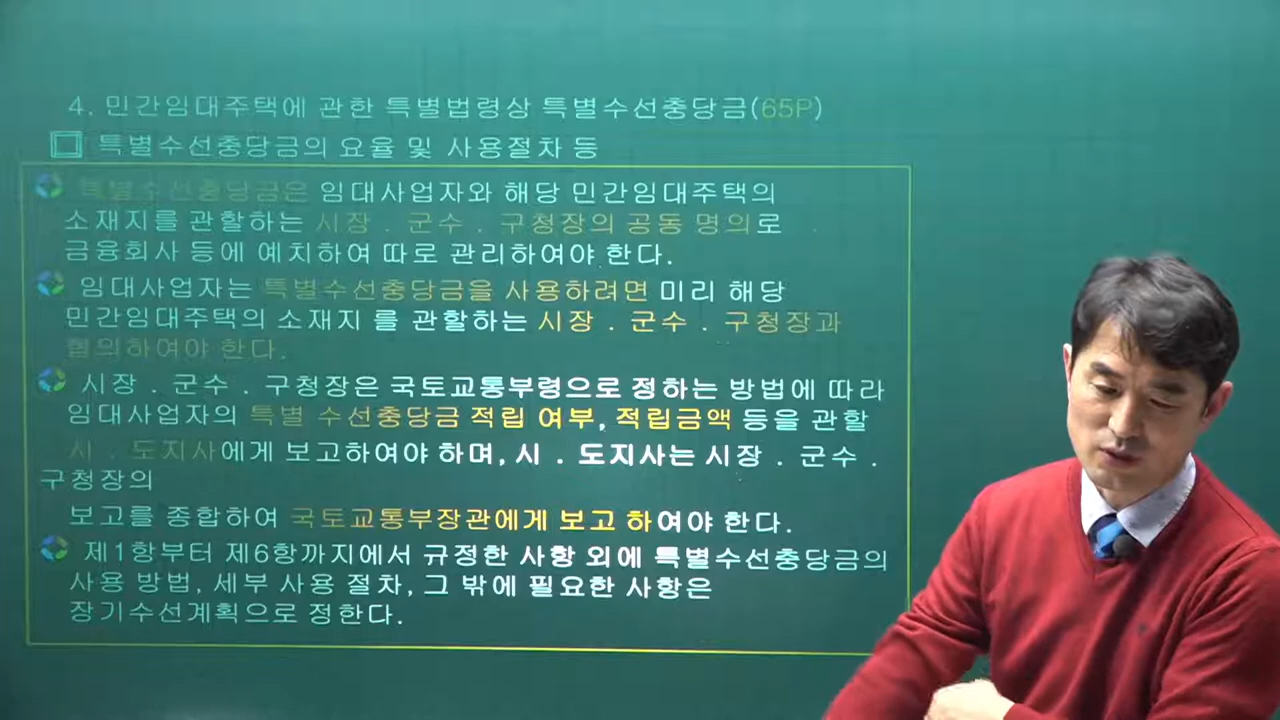 4. 민간임대주택에 관한 특별법령상 특별수선충당금(65P)
특별수선충당금의 요율 및 사용절차 등
특별수선충당금은 임대사업자와 해당 민간임대주택의
소재지를 관할하는 시장 . 군수 . 구청장의 공동 명의로
금융회사 등에 예치하여 따로 관리하여야 한다.
임대사업자는 특별수선충당금을 사용하려면 미리 해당
민간임대주택의 소재지 를 관할하는 시장 . 군수 . 구청장과
협의하여야 한다.
시장 . 군수 . 구청장은 국토교통부령으로 정하는 방법에 따라
임대사업자의 특별 수선충당금 적립 여부, 적립금액 등을 관할
시 . 도지사에게 보고하여야 하며, 시 . 도지사는 시장 . 군수 .
구청장의
보고를 종합하여 국토교통부장관에게 보고 하여야 한다.
제1항부터 제6항까지에서 규정한 사항 외에 특별수선충당금의
사용 방법, 세부 사용 절차, 그 밖에 필요한 사항은
장기수선계획으로 정한다.